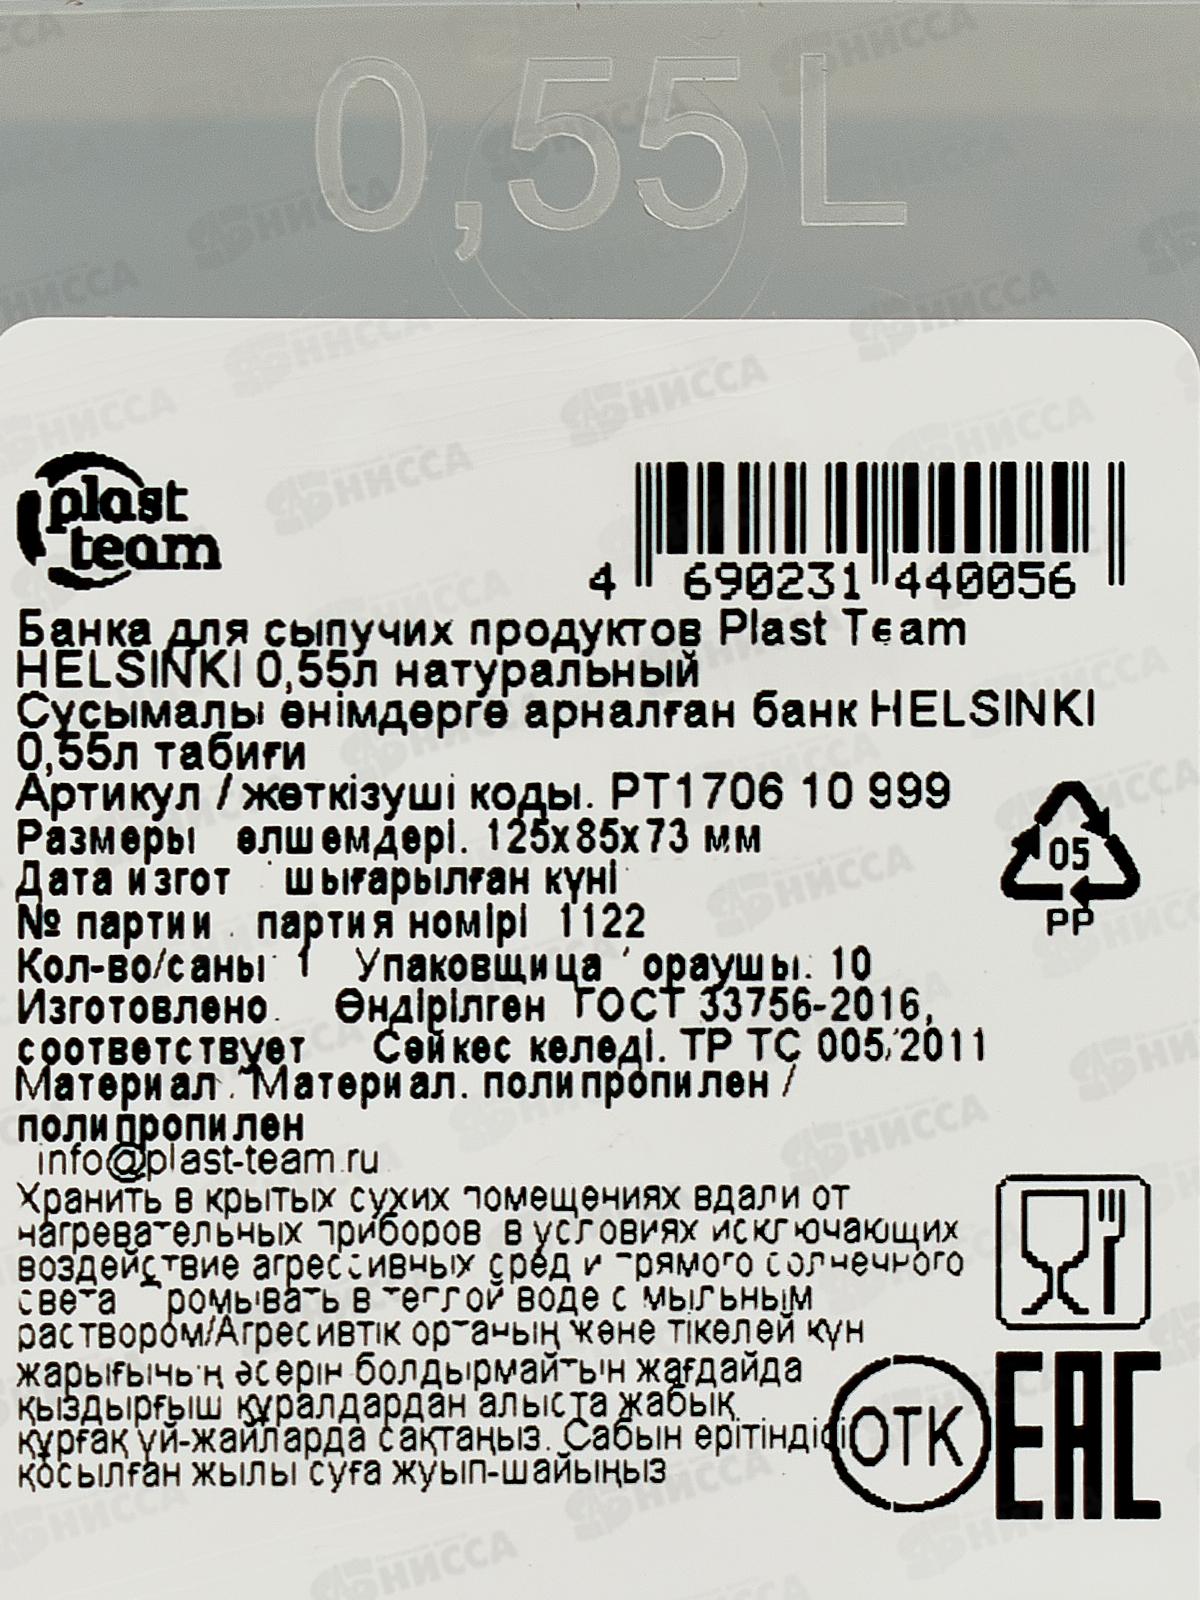 0,55 L
plast
team
4 690231 440056
Банка для сыпучих продуктов Plast Team
HELSINKI 0,55л натуральный
Сусымалы өнімдерге арналған банк HELSINKI
0,55л табиғи
Артикул / жеткізуші коды. PT1706 10 999
Размеры өлшемдері. 125x85x73 мм
Дата изгот шығарылған күні
№ партии . партия номірі 1122
Кол-во/саны 1 Упаковщица ораушы. 10
Изготовлено. Өндірілген ГОСТ 33756-2016,
соответствует Сәйкес келеді. ТР ТС 005/2011
Материал. Материал. полипропилен /
полипропилен
info@plast-team.ru
05
PP
Хранить в крытых сухих помещениях вдали от
нагревательных приборов в условиях исключающих
воздействие агрессивных сред и прямого солнечного
света Промывать в теплой воде с мыльным
раствором/Агресивтік ортаның және тікелей күн
жарығының әсерін болдырмайтын жағдайда
қыздырғыш құралдардан алыста жабық
құрғақ үй-жайларда сақтаңыз. Сабын ерітіндісі
қосылған жылы суға жуып-шайыңыз
ОТК
EAC